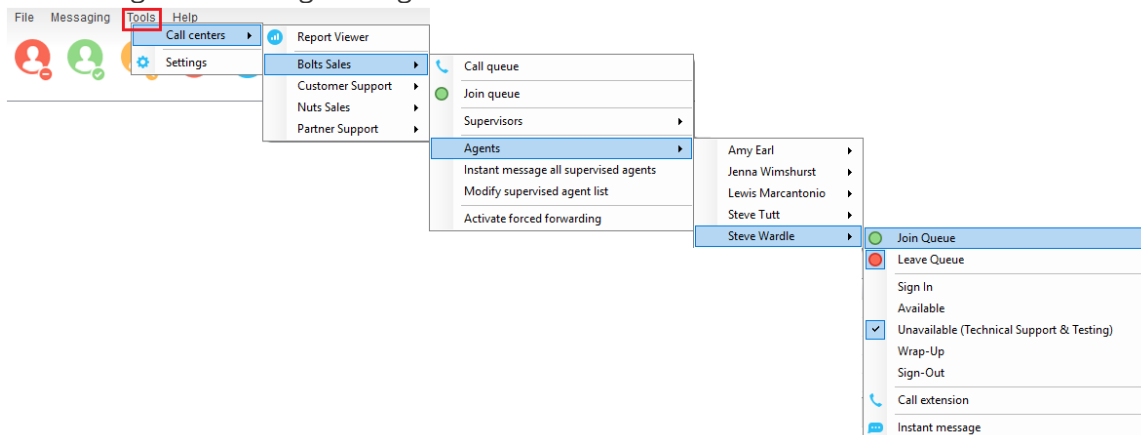 File Messaging Tools Help
Call centers
Settings
Report Viewer
Bolts Sales
Customer Support
Nuts Sales
Partner Support
Call queue
Join queue
Supervisors
Agents
Instant message all supervised agents
Modify supervised agent list
Activate forced forwarding
Amy Earl
Jenna Wimshurst
Lewis Marcantonio
Steve Tutt
Steve Wardle
Join Queue
Leave Queue
Sign In
Available
Unavailable (Technical Support & Testing)
Wrap-Up
Sign-Out
Call extension
Instant message